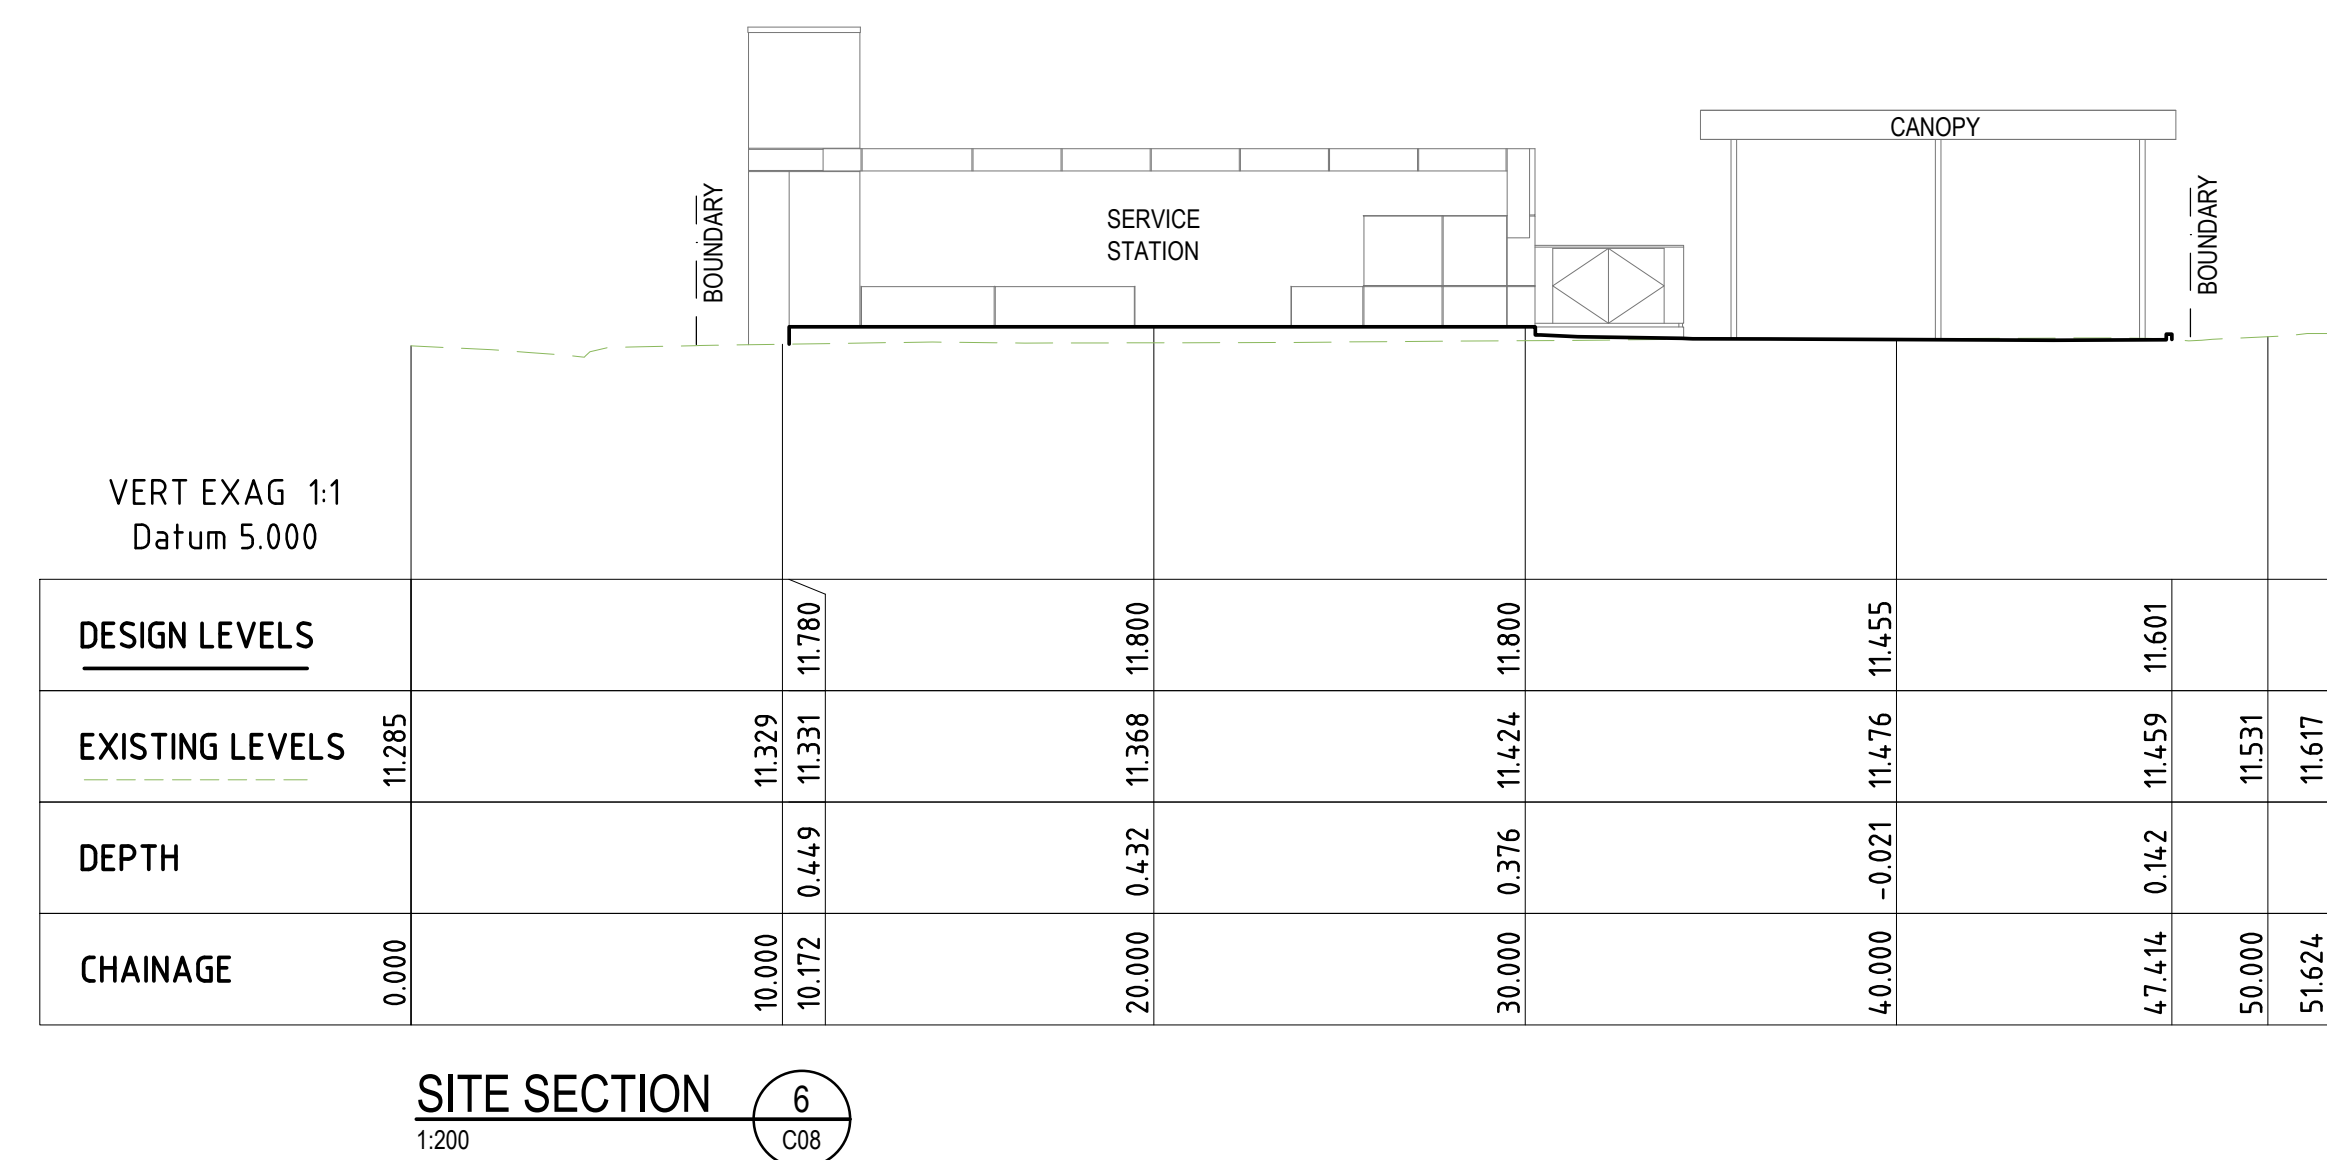 CANOPY
BOUNDARY
SERVICE
STATION
BOUNDARY
VERT EXAG 1:1
Datum 5.000
DESIGN LEVELS 11.780 11.800 11.800 11.455 11.601
EXISTING LEVELS 11.285 11.329 11.331 11.368 11.424 11.476 11.459 11.531 11.617
DEPTH 0.449 0.432 0.376 -0.021 0.142
CHAINAGE 0.000 10.000 10.172 20.000 30.000 40.000 47.414 50.000 51.624
SITE SECTION 6
1:200 C08